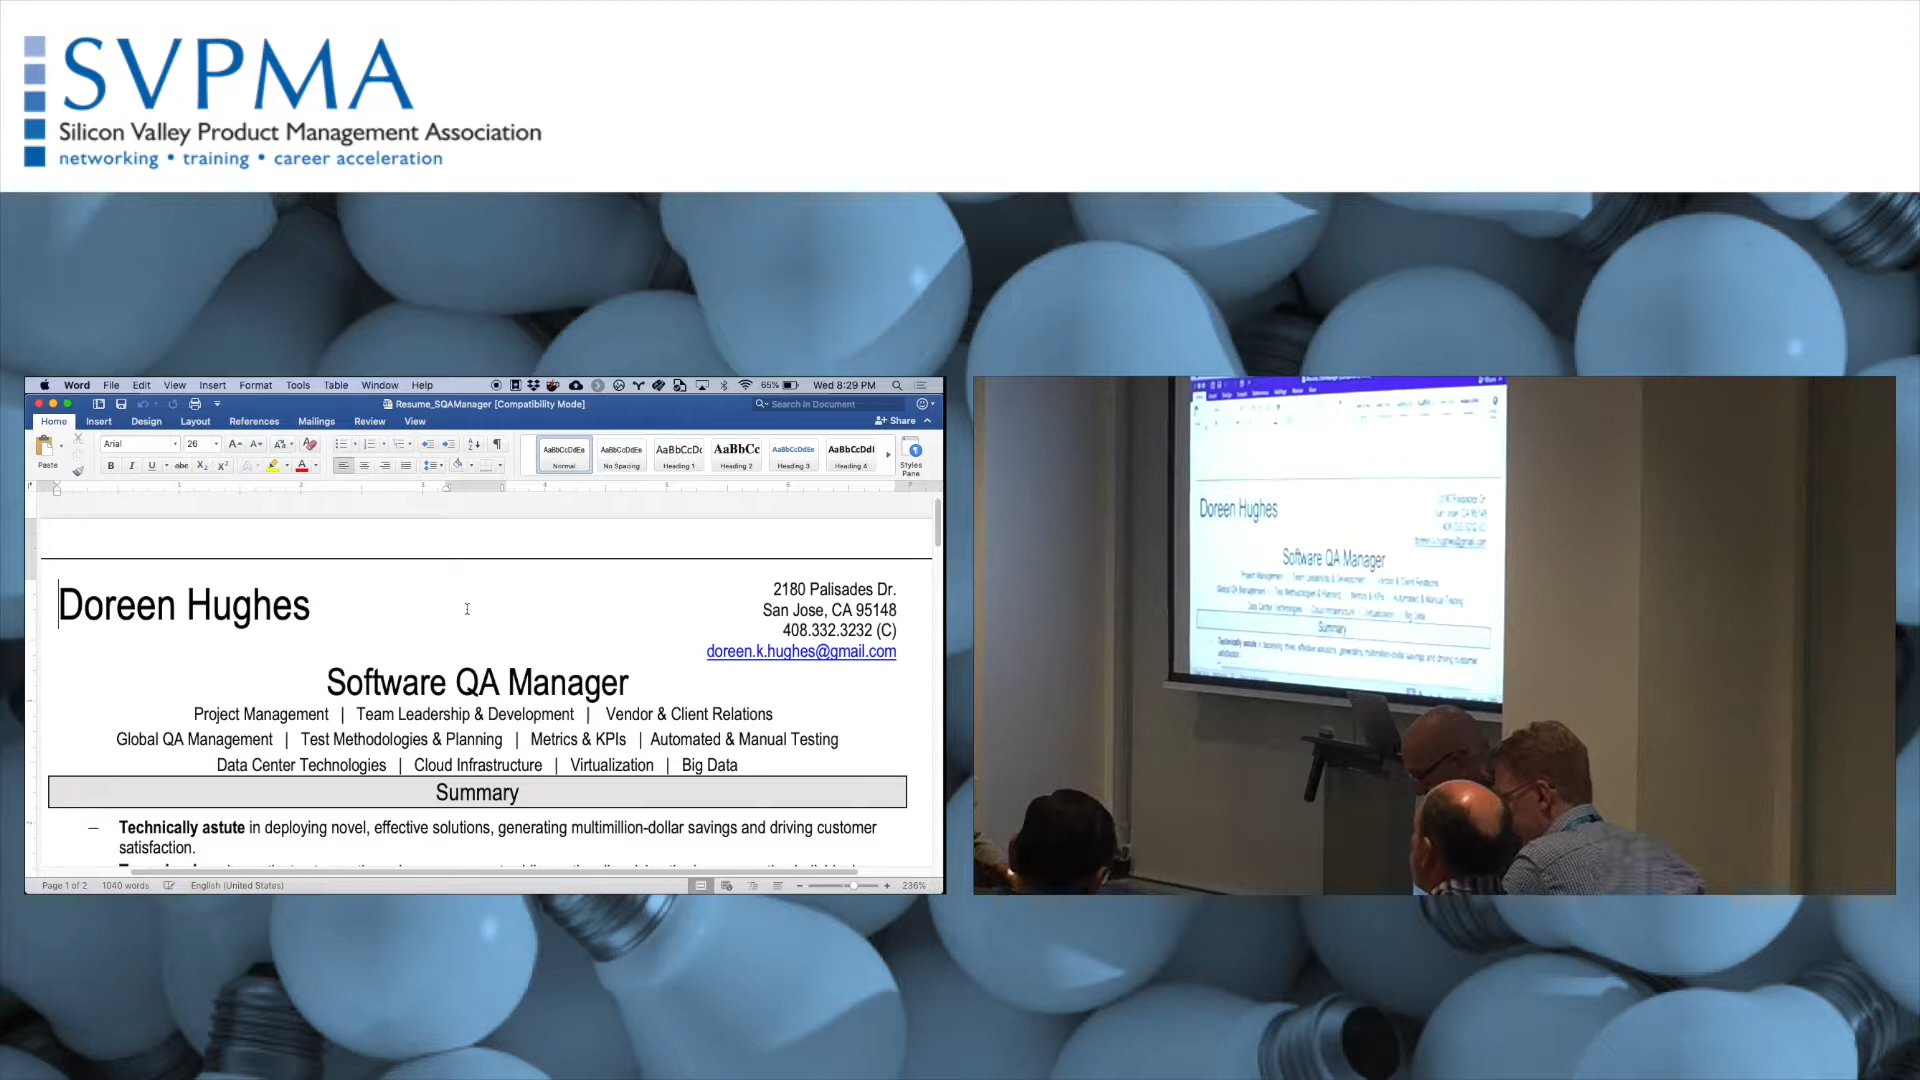 SVPMA
Silicon Valley Product Management Association
networking • training • career acceleration
Word File Edit View Insert Format Tools Table Window Help 65% Wed 8:29 PM
Resume_SQAManager [Compatibility Mode]
Search in Document
Home Insert Design Layout References Mailings Review View Share
Paste
Arial 26
AaBbCcDdEe AaBbCcDdEe AaBbCcDc AaBbCc AaBbCcDdEe AaBbCcDdI
Normal No Spacing Heading 1 Heading 2 Heading 3 Heading 4
Styles Pane
Doreen Hughes
2180 Palisades Dr.
San Jose, CA 95148
408.332.3232 (C)
doreen.k.hughes@gmail.com
Software QA Manager
Project Management | Team Leadership & Development | Vendor & Client Relations
Global QA Management | Test Methodologies & Planning | Metrics & KPIs | Automated & Manual Testing
Data Center Technologies | Cloud Infrastructure | Virtualization | Big Data
Summary
– Technically astute in deploying novel, effective solutions, generating multimillion-dollar savings and driving customer
satisfaction.
Page 1 of 2 1040 words English (United States) 236%
Doreen Hughes
Software QA Manager
Summary